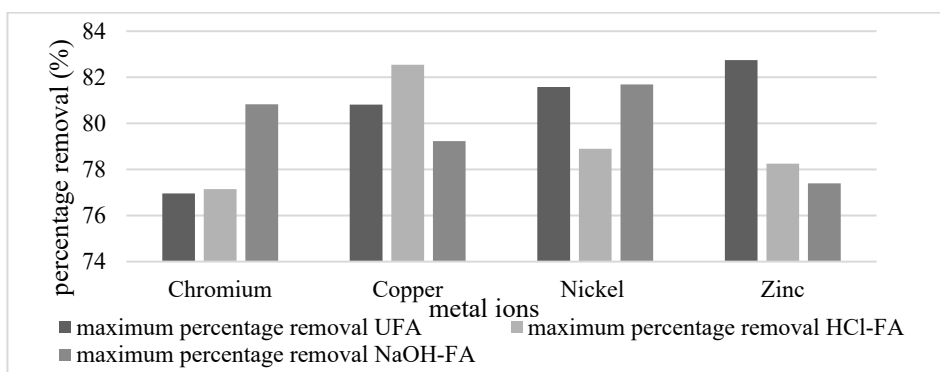 percentage removal (%)
84
82
80
78
76
74
Chromium Copper Nickel Zinc
metal ions
maximum percentage removal UFA maximum percentage removal HCl-FA
maximum percentage removal NaOH-FA